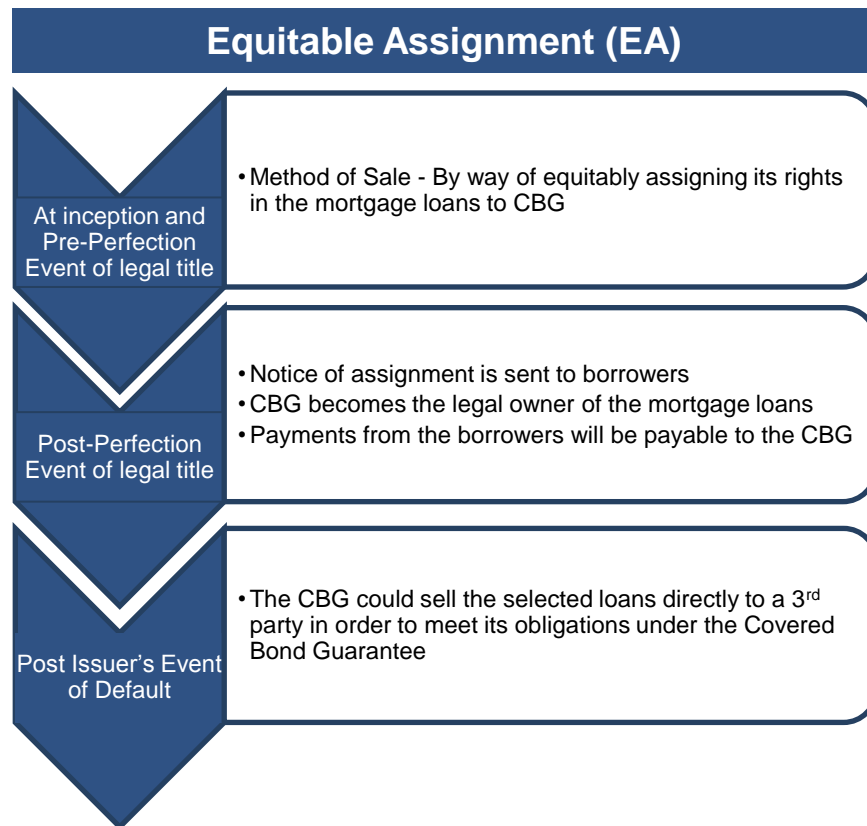 Equitable Assignment (EA)
At inception and
Pre-Perfection
Event of legal title
•Method of Sale - By way of equitably assigning its rights
in the mortgage loans to CBG
Post-Perfection
Event of legal title
•Notice of assignment is sent to borrowers
•CBG becomes the legal owner of the mortgage loans
•Payments from the borrowers will be payable to the CBG
Post Issuer's Event
of Default
•The CBG could sell the selected loans directly to a 3rd
party in order to meet its obligations under the Covered
Bond Guarantee